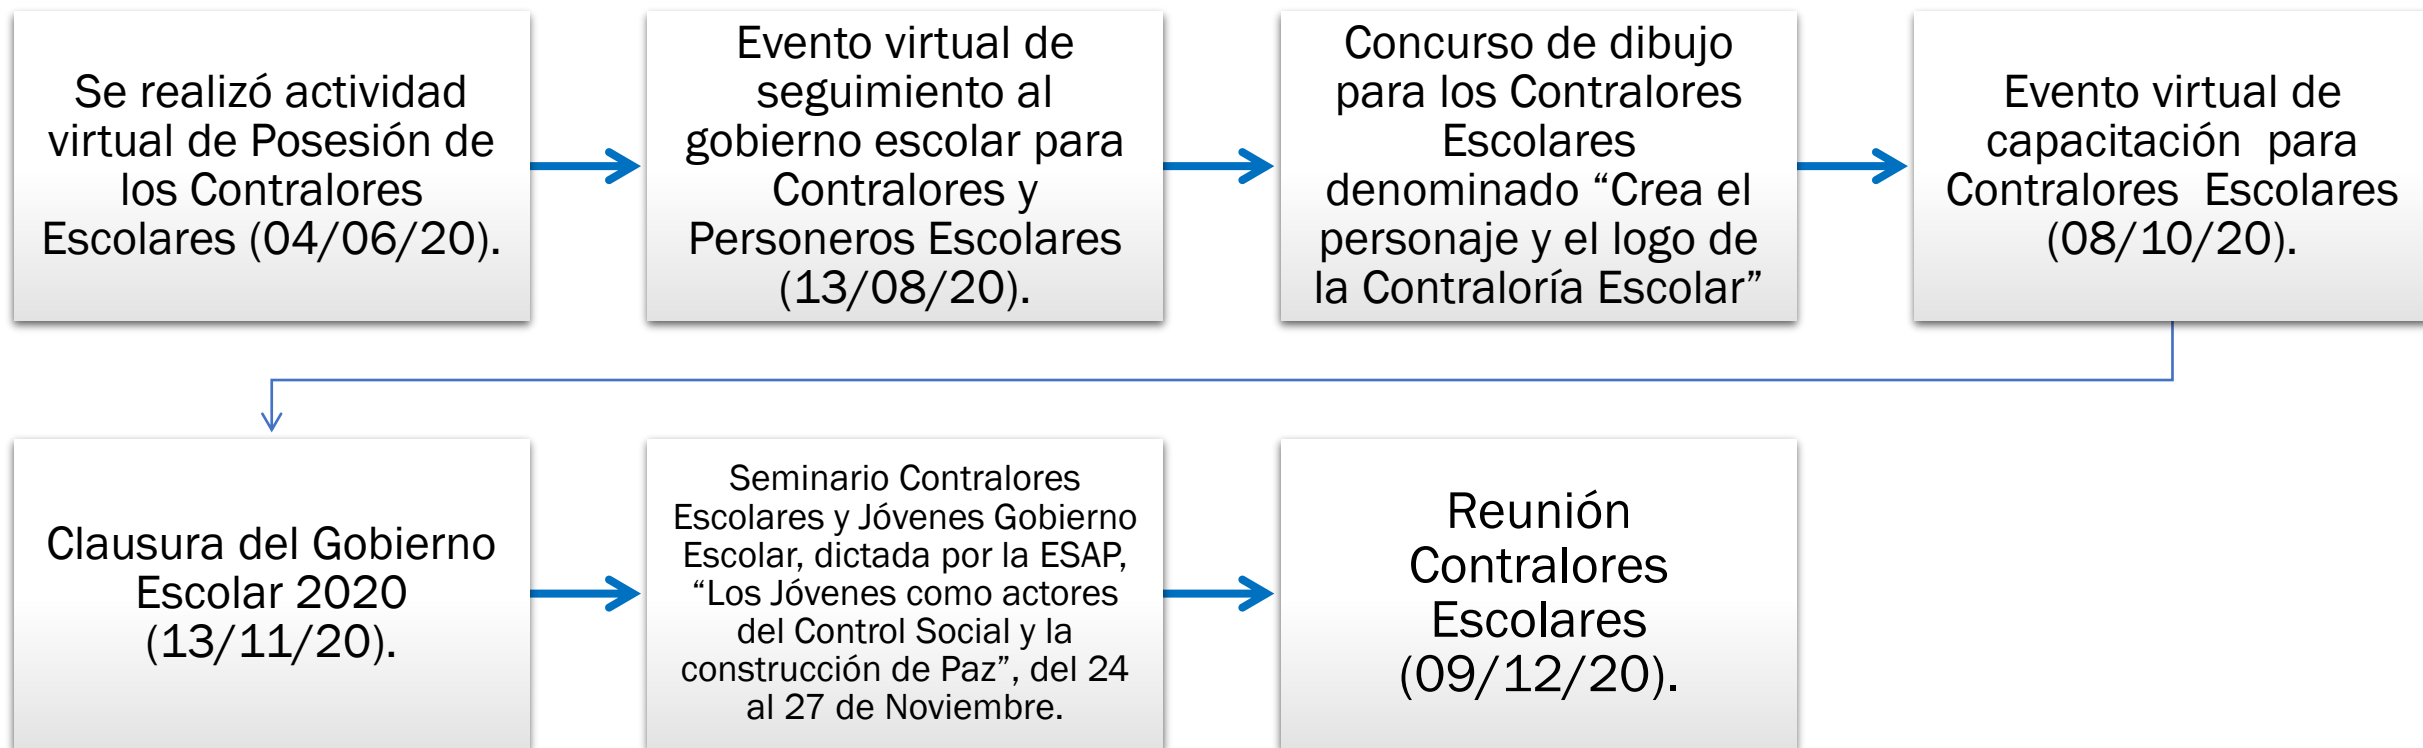 Se realizó actividad
virtual de Posesión de
los Contralores
Escolares (04/06/20).
Evento virtual de
seguimiento al
gobierno escolar para
Contralores y
Personeros Escolares
(13/08/20).
Concurso de dibujo
para los Contralores
Escolares
denominado “Crea el
personaje y el logo de
la Contraloría Escolar”
Evento virtual de
capacitación para
Contralores Escolares
(08/10/20).
Clausura del Gobierno
Escolar 2020
(13/11/20).
Seminario Contralores
Escolares y Jóvenes Gobierno
Escolar, dictada por la ESAP,
“Los Jóvenes como actores
del Control Social y la
construcción de Paz”, del 24
al 27 de Noviembre.
Reunión
Contralores
Escolares
(09/12/20).